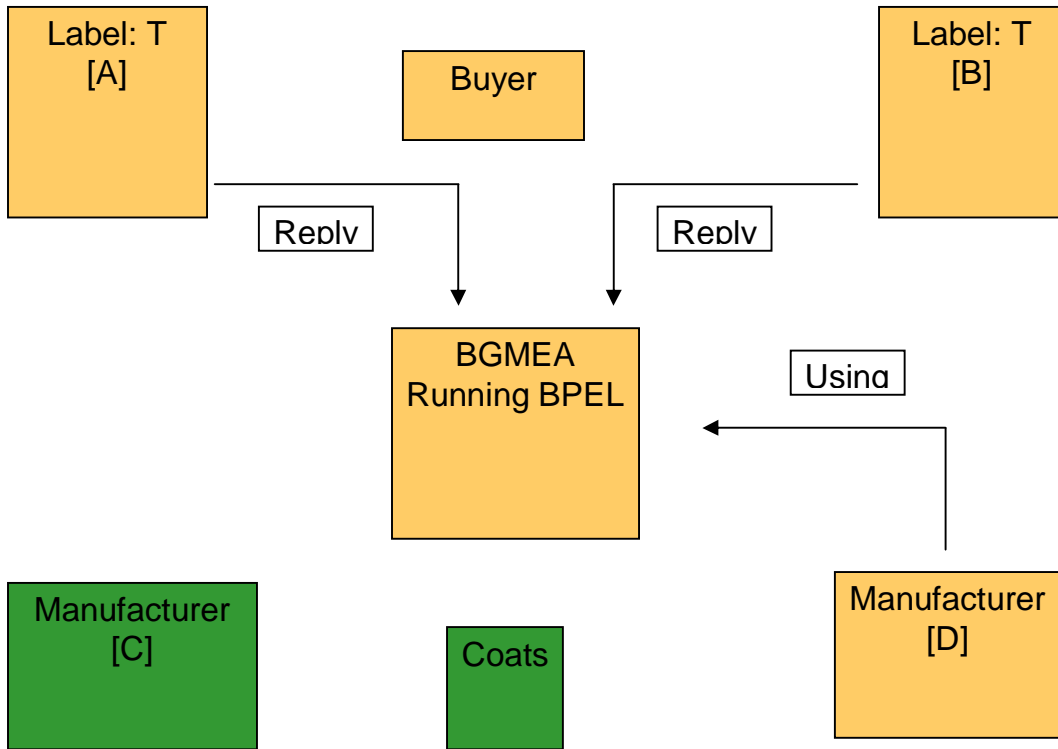 Label: T
[A]
Buyer
Label: T
[B]
Reply
Reply
BGMEA
Running BPEL
Using
Manufacturer
[C]
Coats
Manufacturer
[D]